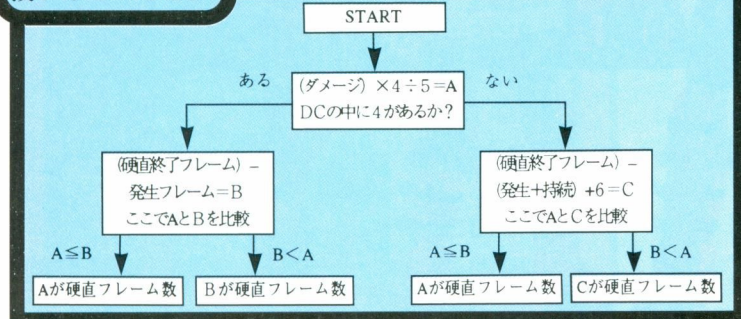 START
ある
(ダメージ) ×4÷5=A
DCの中に4があるか?
ない
(硬直終了フレーム) −
発生フレーム=B
ここでAとBを比較
(硬直終了フレーム) −
(発生+持続) +6=C
ここでAとCを比較
A≦B
B<A
A≦B
B<A
Aが硬直フレーム数
Bが硬直フレーム数
Aが硬直フレーム数
Cが硬直フレーム数